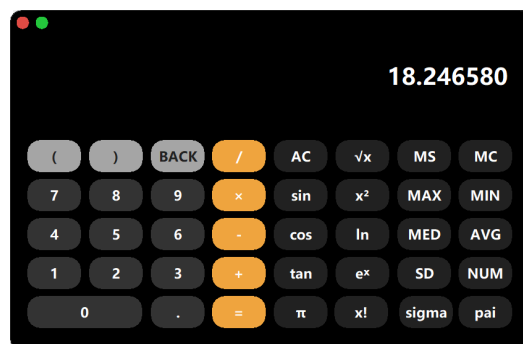 18.246580
( ) BACK / AC √x MS MC
7 8 9 × sin x² MAX MIN
4 5 6 - cos ln MED AVG
1 2 3 + tan eˣ SD NUM
0 . = π x! sigma pai